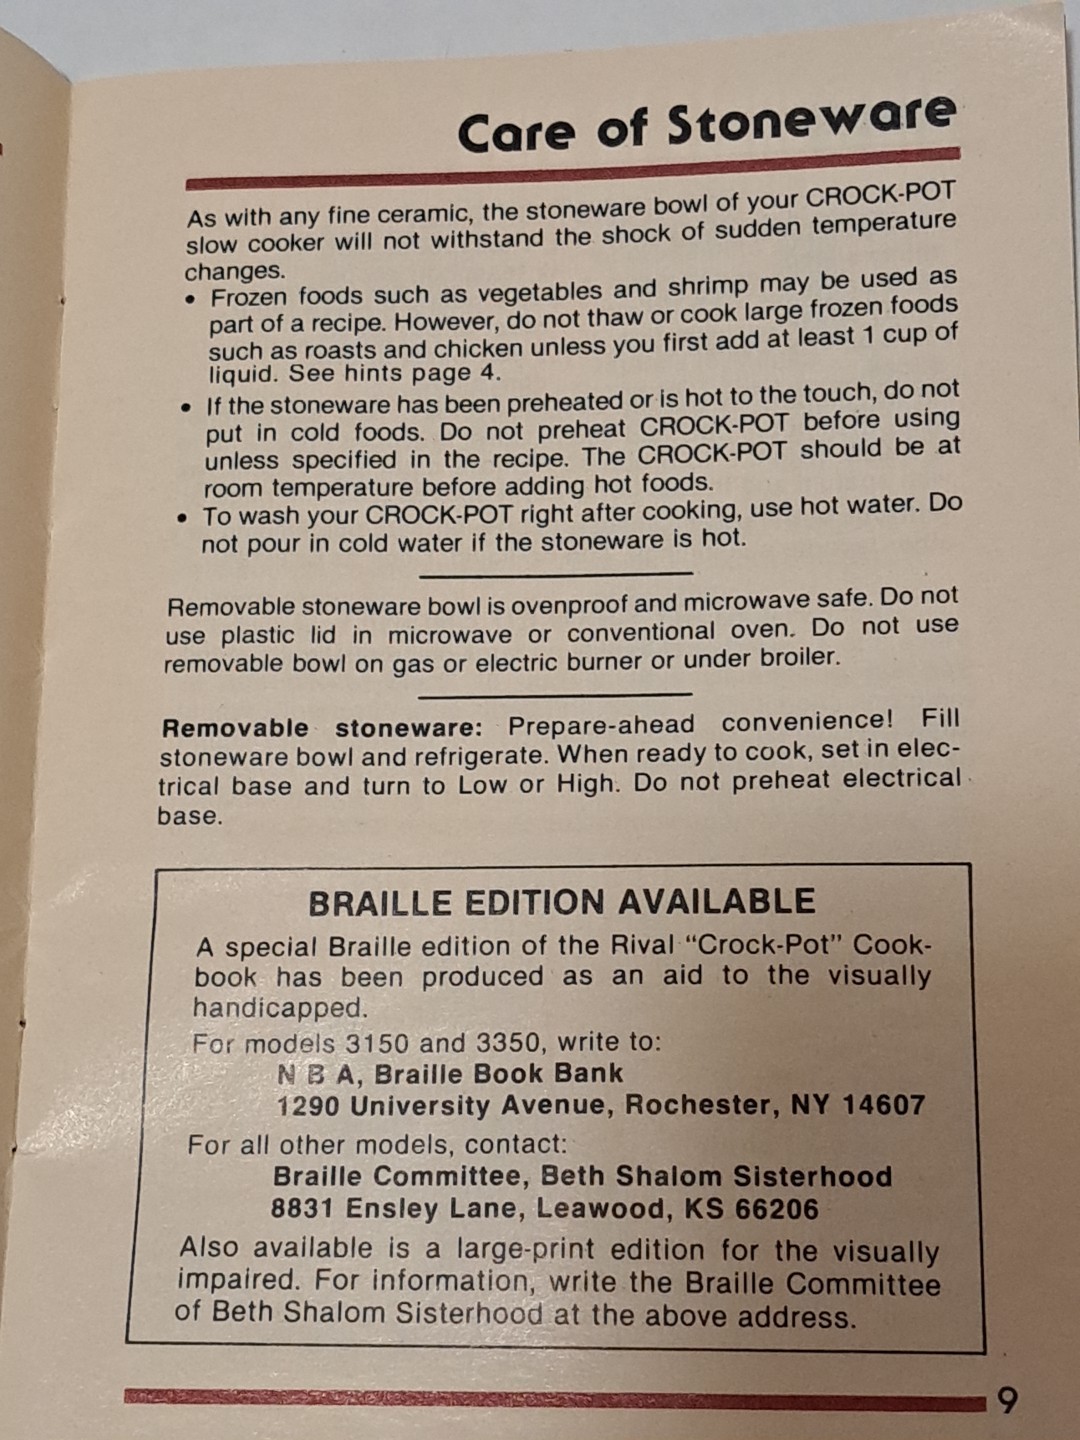 Care of Stoneware
As with any fine ceramic, the stoneware bowl of your CROCK-POT
slow cooker will not withstand the shock of sudden temperature
changes.
• Frozen foods such as vegetables and shrimp may be used as
part of a recipe. However, do not thaw or cook large frozen foods
such as roasts and chicken unless you first add at least 1 cup of
liquid. See hints page 4.
• If the stoneware has been preheated or is hot to the touch, do not
put in cold foods. Do not preheat CROCK-POT before using
unless specified in the recipe. The CROCK-POT should be at
room temperature before adding hot foods.
• To wash your CROCK-POT right after cooking, use hot water. Do
not pour in cold water if the stoneware is hot.
Removable stoneware bowl is ovenproof and microwave safe. Do not
use plastic lid in microwave or conventional oven. Do not use
removable bowl on gas or electric burner or under broiler.
Removable stoneware: Prepare-ahead convenience! Fill
stoneware bowl and refrigerate. When ready to cook, set in elec-
trical base and turn to Low or High. Do not preheat electrical
base.
BRAILLE EDITION AVAILABLE
A special Braille edition of the Rival "Crock-Pot" Cook-
book has been produced as an aid to the visually
handicapped.
For models 3150 and 3350, write to:
N B A, Braille Book Bank
1290 University Avenue, Rochester, NY 14607
For all other models, contact:
Braille Committee, Beth Shalom Sisterhood
8831 Ensley Lane, Leawood, KS 66206
Also available is a large-print edition for the visually
impaired. For information, write the Braille Committee
of Beth Shalom Sisterhood at the above address.
9